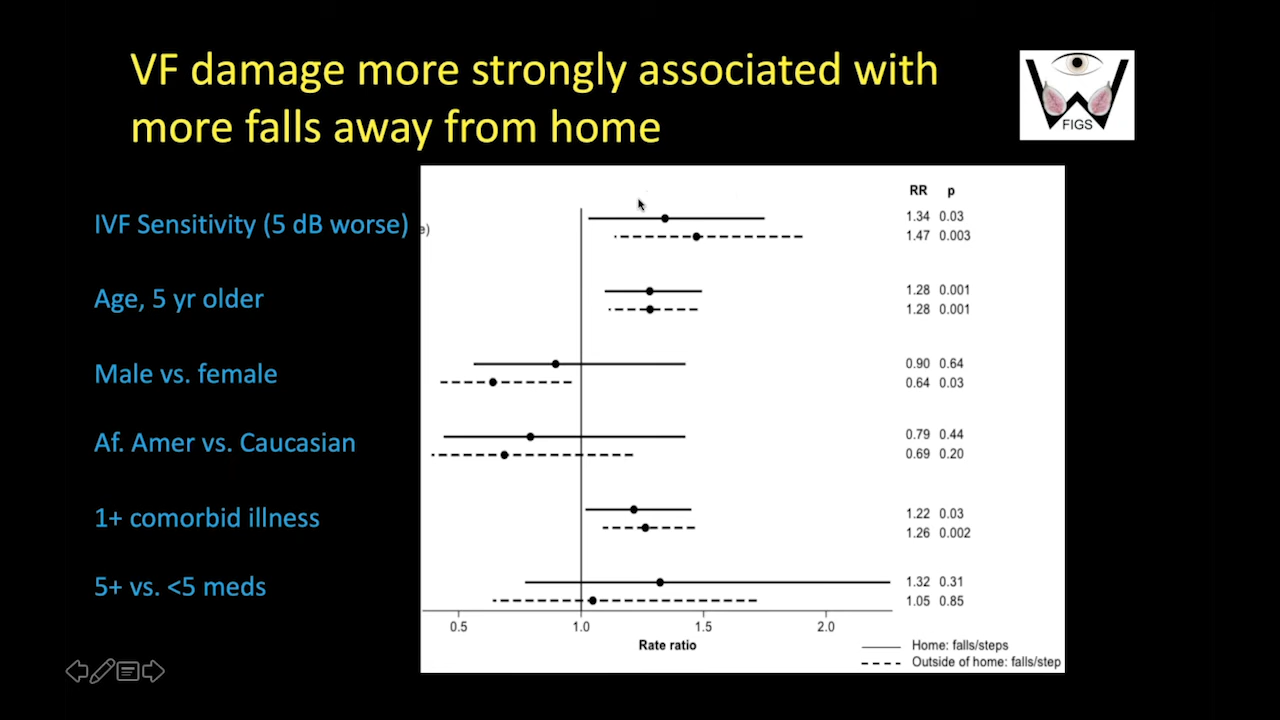 VF damage more strongly associated with
more falls away from home
FIGS
RR p
IVF Sensitivity (5 dB worse)
e)
1.34 0.03
1.47 0.003
Age, 5 yr older
1.28 0.001
1.28 0.001
Male vs. female
0.90 0.64
0.64 0.03
Af. Amer vs. Caucasian
0.79 0.44
0.69 0.20
1+ comorbid illness
1.22 0.03
1.26 0.002
5+ vs. <5 meds
1.32 0.31
1.05 0.85
0.5 1.0 1.5 2.0
Rate ratio
Home: falls/steps
Outside of home: falls/step